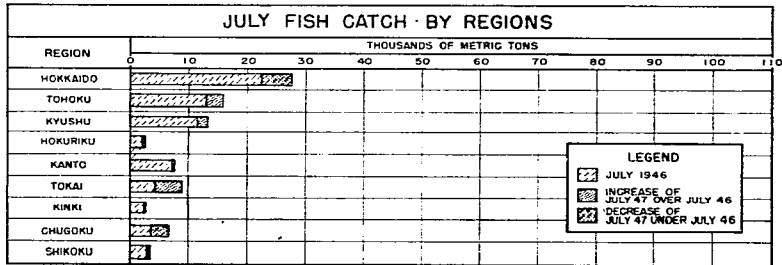 JULY FISH CATCH - BY REGIONS
REGION
THOUSANDS OF METRIC TONS
0 10 20 30 40 50 60 70 80 90 100 110
HOKKAIDO
TOHOKU
KYUSHU
HOKURIKU
KANTO
TOKAI
KINKI
CHUGOKU
SHIKOKU
LEGEND
JULY 1946
INCREASE OF
JULY 47 OVER JULY 46
DECREASE OF
JULY 47 UNDER JULY 46